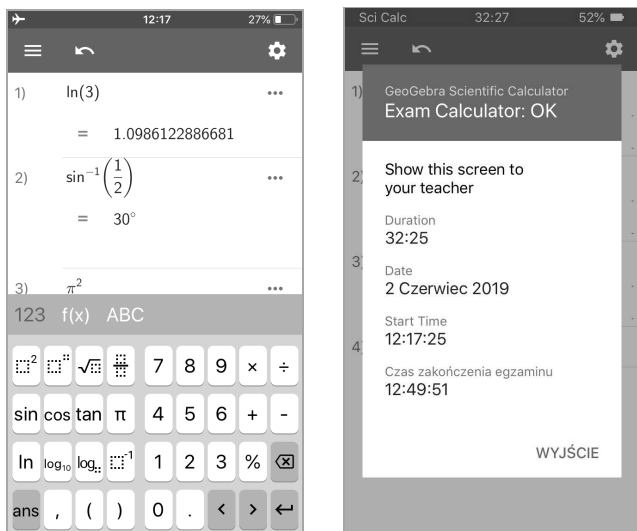 12:17
27%
1)
ln(3)
= 1.0986122886681
2)
sin⁻¹(1/2)
= 30°
3)
π²
123 f(x) ABC
² √ 7 8 9 × ÷
sin cos tan π 4 5 6 + -
ln log₁₀ log ⁻¹ 1 2 3 %
ans , ( ) 0 . < >
Sci Calc 32:27 52%
1)
2)
3)
4)
GeoGebra Scientific Calculator
Exam Calculator: OK
Show this screen to
your teacher
Duration
32:25
Date
2 Czerwiec 2019
Start Time
12:17:25
Czas zakończenia egzaminu
12:49:51
WYJŚCIE